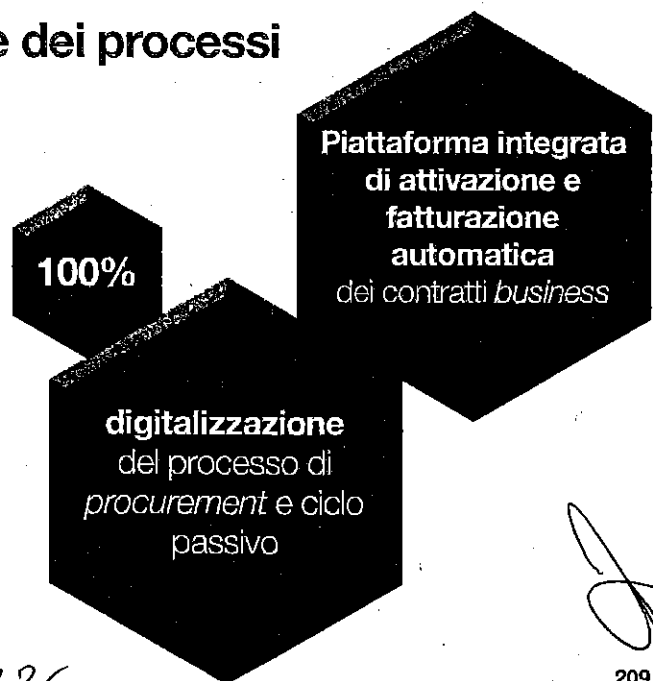 e dei processi
Piattaforma integrata
di attivazione e
fatturazione
automatica
dei contratti business
100%
digitalizzazione
del processo di
procurement e ciclo
passivo
209